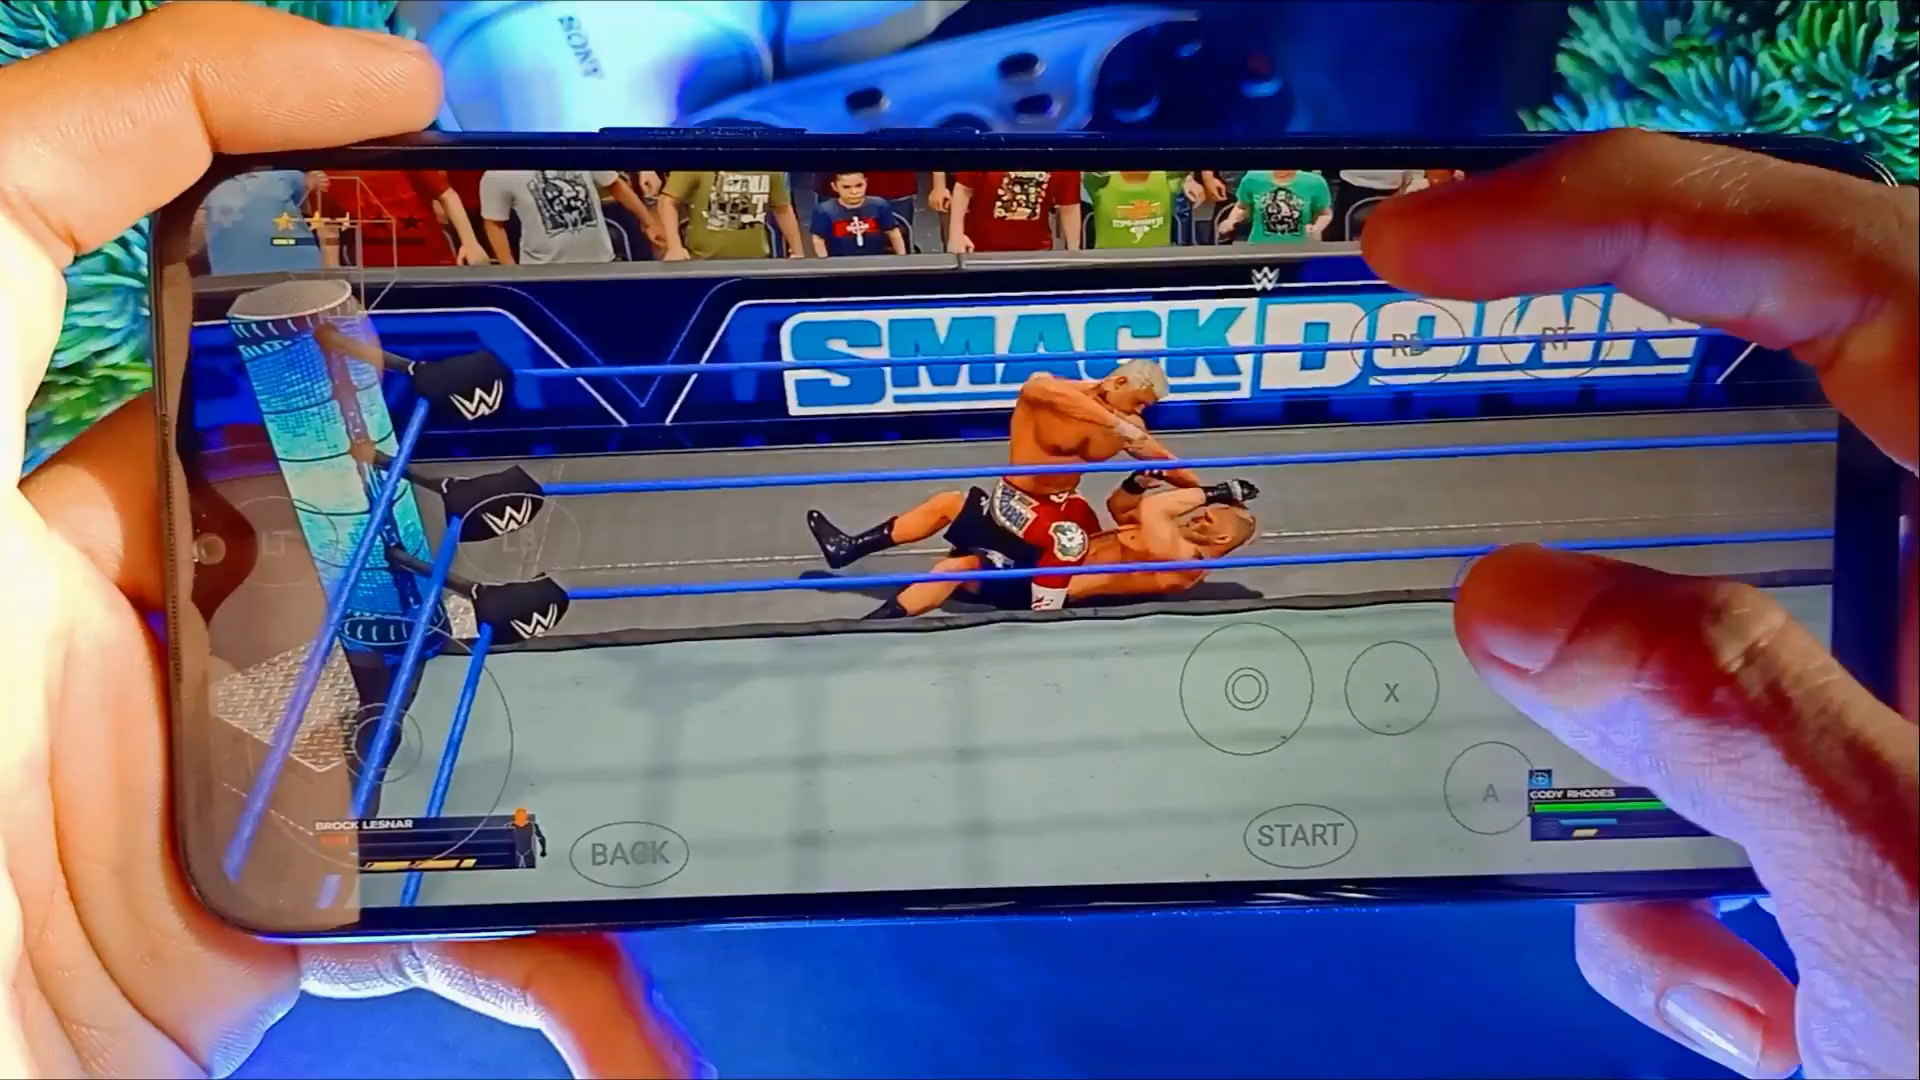 SONY
W
SMACKDOWN
RB
RT
W
LT
LB
W
W
X
A
CODY RHODES
BROCK LESNAR
BACK
START